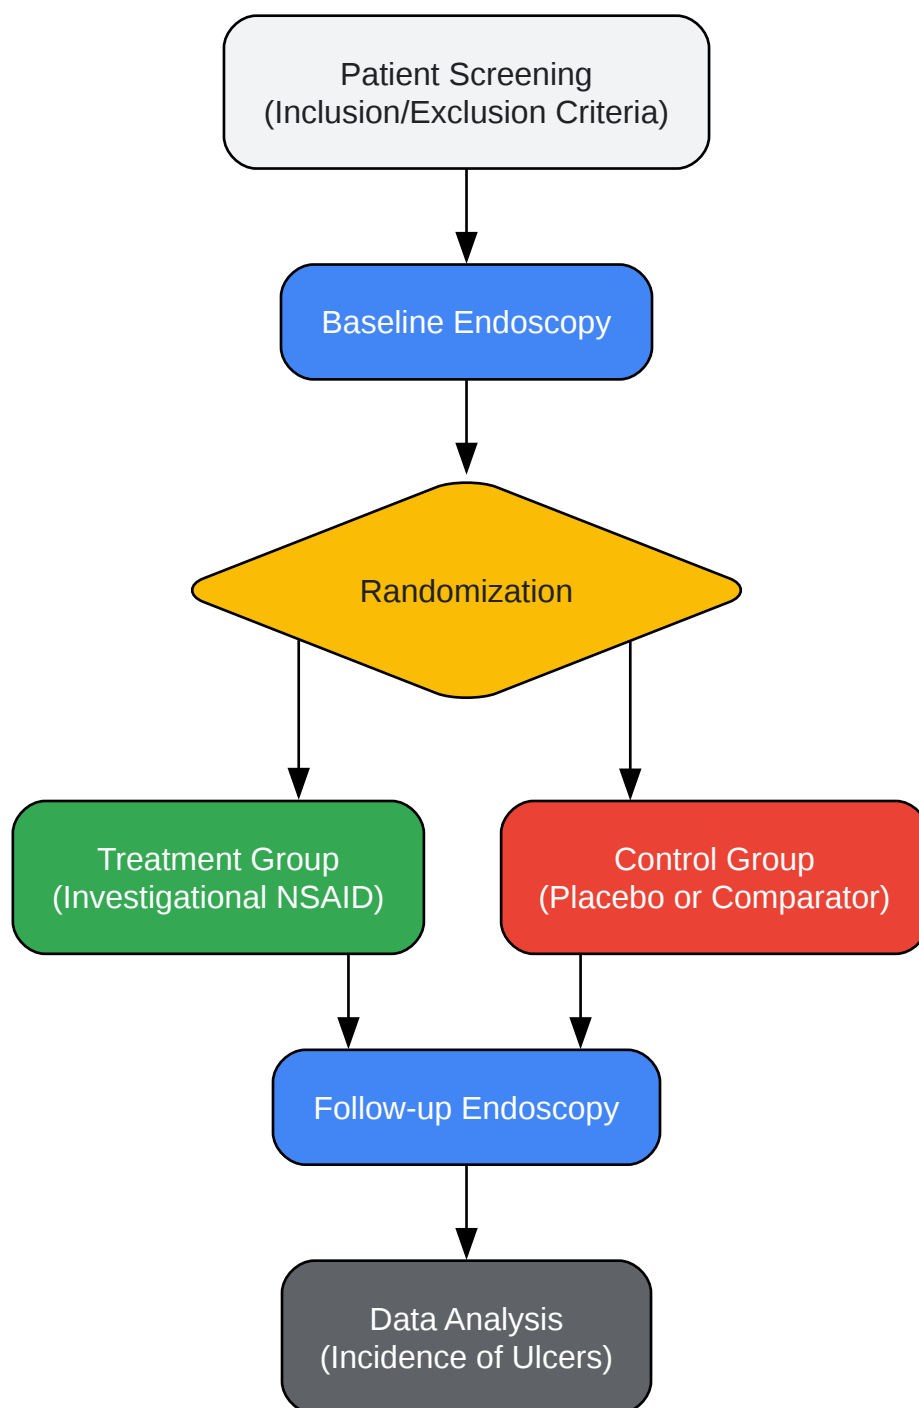 Patient Screening
(Inclusion/Exclusion Criteria)
Baseline Endoscopy
Randomization
Treatment Group
(Investigational NSAID)
Control Group
(Placebo or Comparator)
Follow-up Endoscopy
Data Analysis
(Incidence of Ulcers)